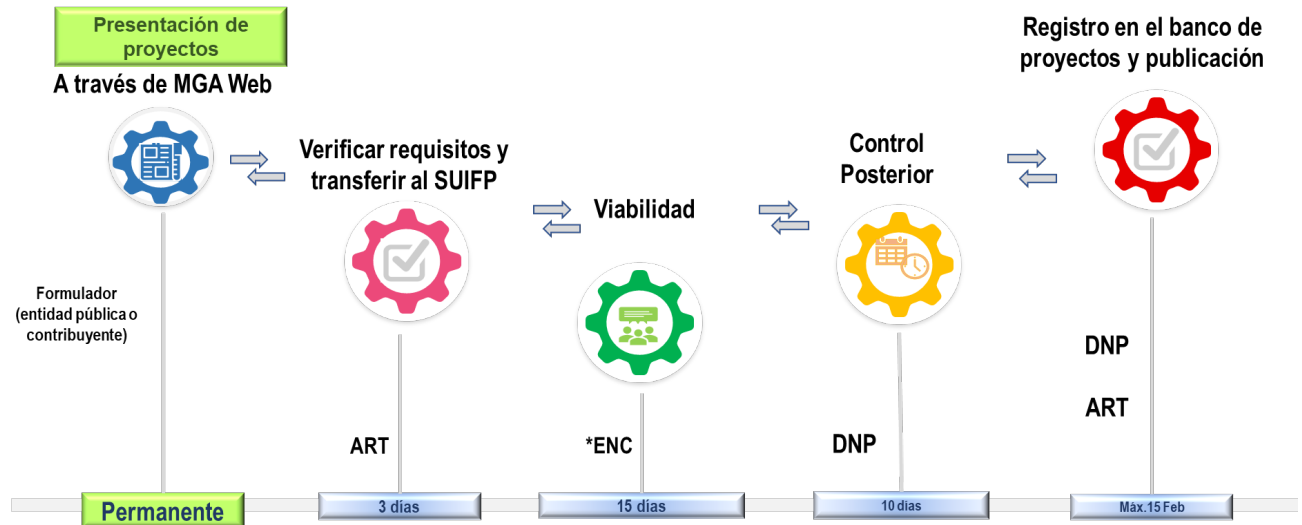 Presentación de
proyectos
A través de MGA Web
Formulador
(entidad pública o
contribuyente)
Permanente
Verificar requisitos y
transferir al SUIFP
ART
3 días
Viabilidad
*ENC
15 días
Control
Posterior
DNP
10 días
Registro en el banco de
proyectos y publicación
DNP
ART
Máx.15 Feb